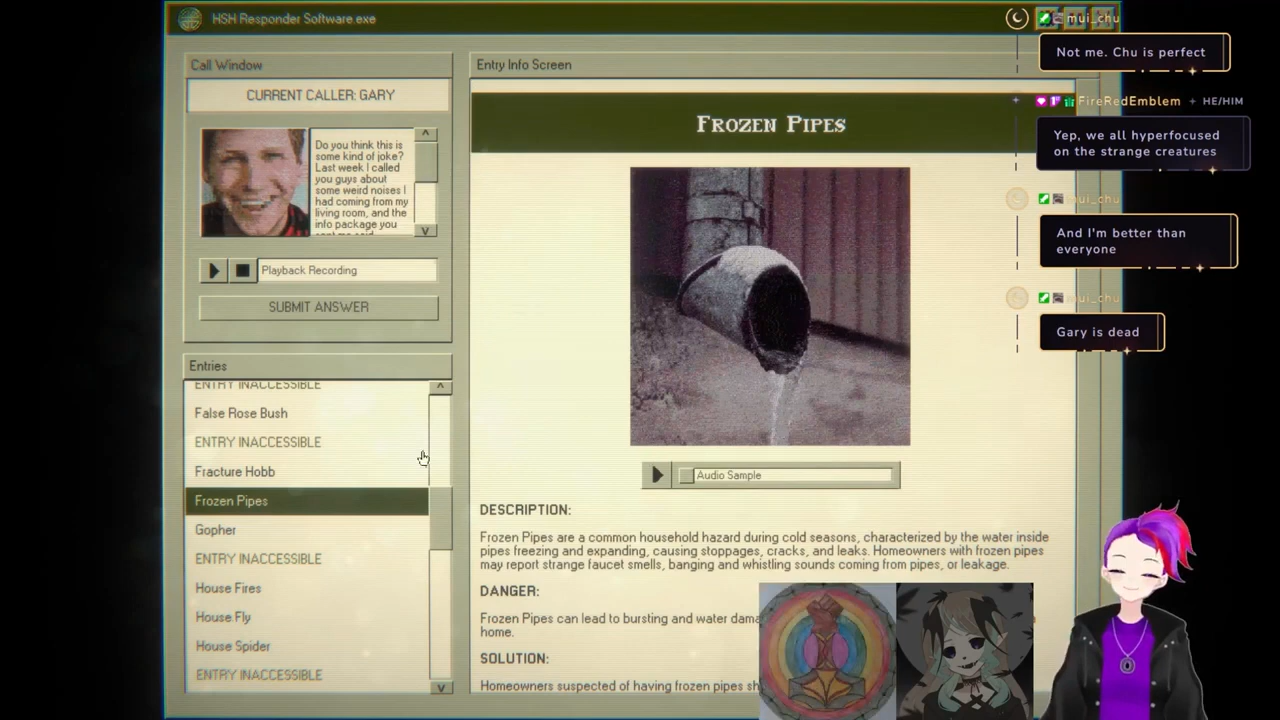 HSH Responder Software.exe
Call Window
CURRENT CALLER: GARY
Do you think this is
some kind of joke?
Last week I called
you guys about
some weird noises I
had coming from my
living room, and the
info package you
Playback Recording
SUBMIT ANSWER
Entries
ENTRY INACCESSIBLE
False Rose Bush
ENTRY INACCESSIBLE
Fracture Hobb
Frozen Pipes
Gopher
ENTRY INACCESSIBLE
House Fires
House Fly
House Spider
ENTRY INACCESSIBLE
Entry Info Screen
FROZEN PIPES
Audio Sample
DESCRIPTION:
Frozen Pipes are a common household hazard during cold seasons, characterized by the water inside
pipes freezing and expanding, causing stoppages, cracks, and leaks. Homeowners with frozen pipes
may report strange faucet smells, banging and whistling sounds coming from pipes, or leakage.
DANGER:
Frozen Pipes can lead to bursting and water dama
home.
SOLUTION:
Homeowners suspected of having frozen pipes sh
mui_chu
Not me. Chu is perfect
FireRedEmblem + HE/HIM
Yep, we all hyperfocused
on the strange creatures
mui_chu
And I'm better than
everyone
mui_chu
Gary is dead